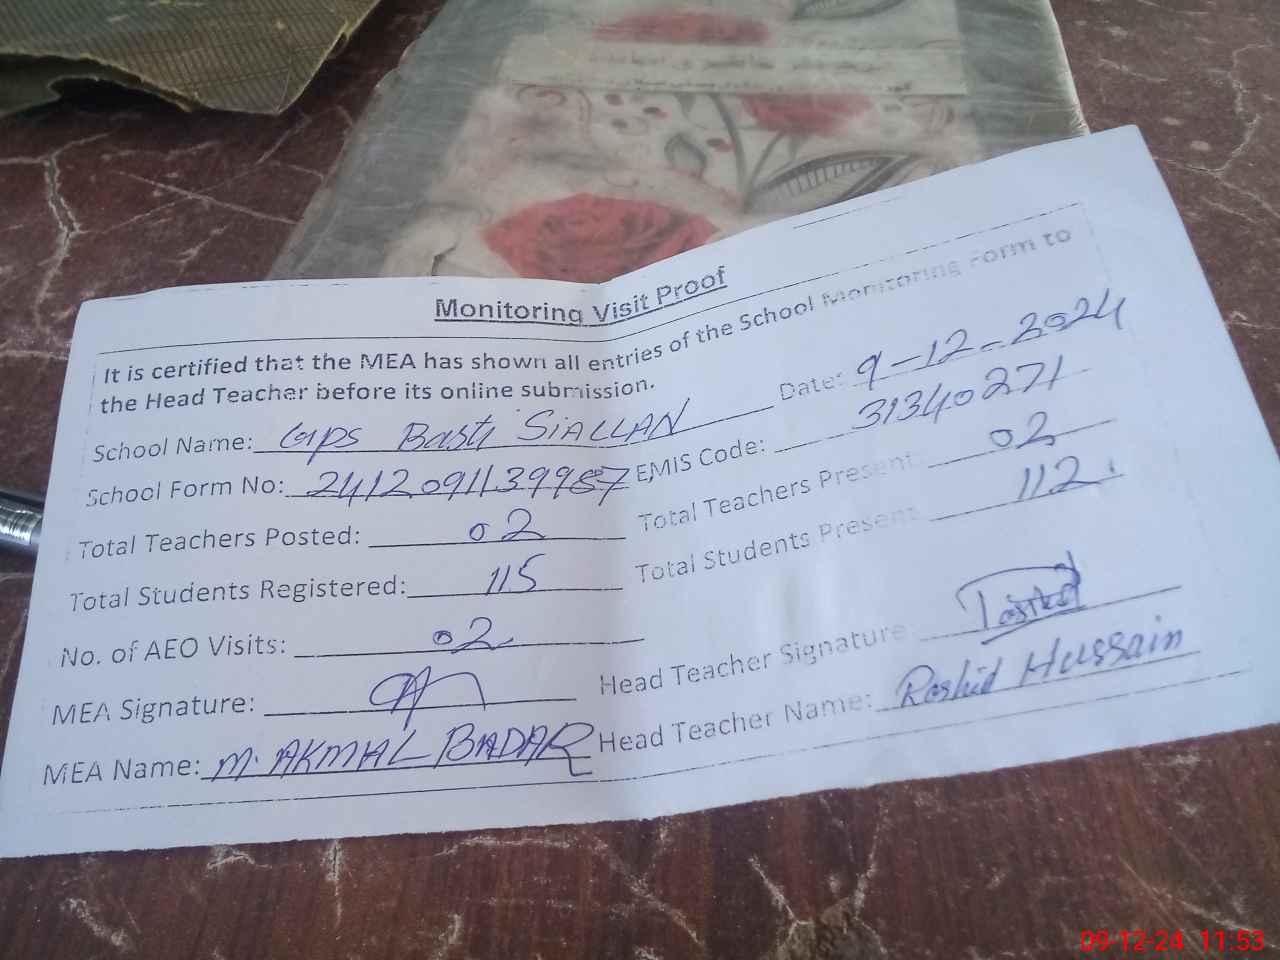 Monitoring Visit Proof
It is certified that the MEA has shown all entries of the School Monitoring Form to
the Head Teacher before its online submission.
Date: 9-12-2024
School Name: GPS Basti SIALLAN
EMIS Code: 31340271
School Form No: 2412091139987
Total Teachers Present: 02
Total Teachers Posted: 02
Total Students Present: 112
Total Students Registered: 115
No. of AEO Visits: 02
Head Teacher Signature:
MEA Signature:
Head Teacher Name: Rashid Hussain
MEA Name: M. AKMAL BADAR
09-12-24 11:53